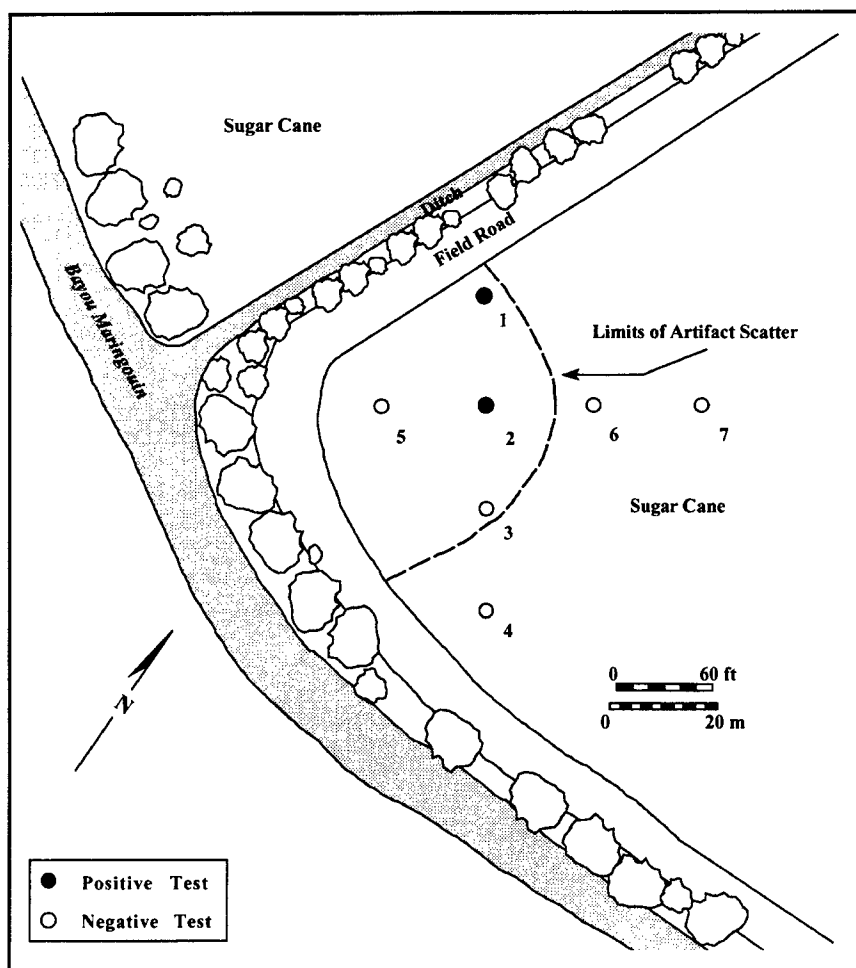 Sugar Cane
Ditch
Field Road
Bayou Maringouin
1
Limits of Artifact Scatter
5
2
6
7
Sugar Cane
3
4
0 60 ft
0 20 m
N
Positive Test
Negative Test